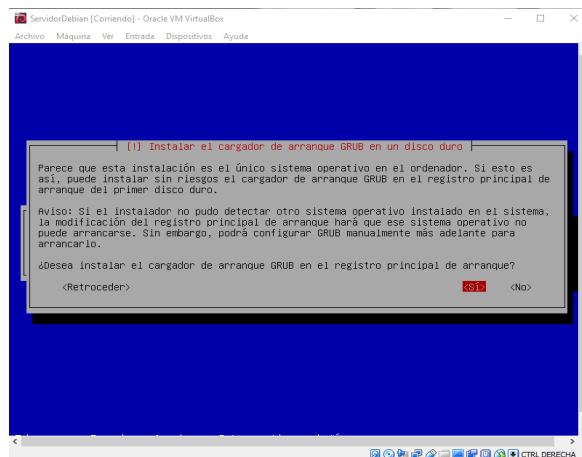 ServidorDebian [Corriendo] - Oracle VM VirtualBox
Archivo Máquina Ver Entrada Dispositivos Ayuda
[!] Instalar el cargador de arranque GRUB en un disco duro
Parece que esta instalación es el único sistema operativo en el ordenador. Si esto es
así, puede instalar sin riesgos el cargador de arranque GRUB en el registro principal de
arranque del primer disco duro.
Aviso: Si el instalador no pudo detectar otro sistema operativo instalado en el sistema,
la modificación del registro principal de arranque hará que ese sistema operativo no
puede arrancarse. Sin embargo, podrá configurar GRUB manualmente más adelante para
arrancarlo.
¿Desea instalar el cargador de arranque GRUB en el registro principal de arranque?
<Retroceder> <Sí> <No>
CTRL DERECHA